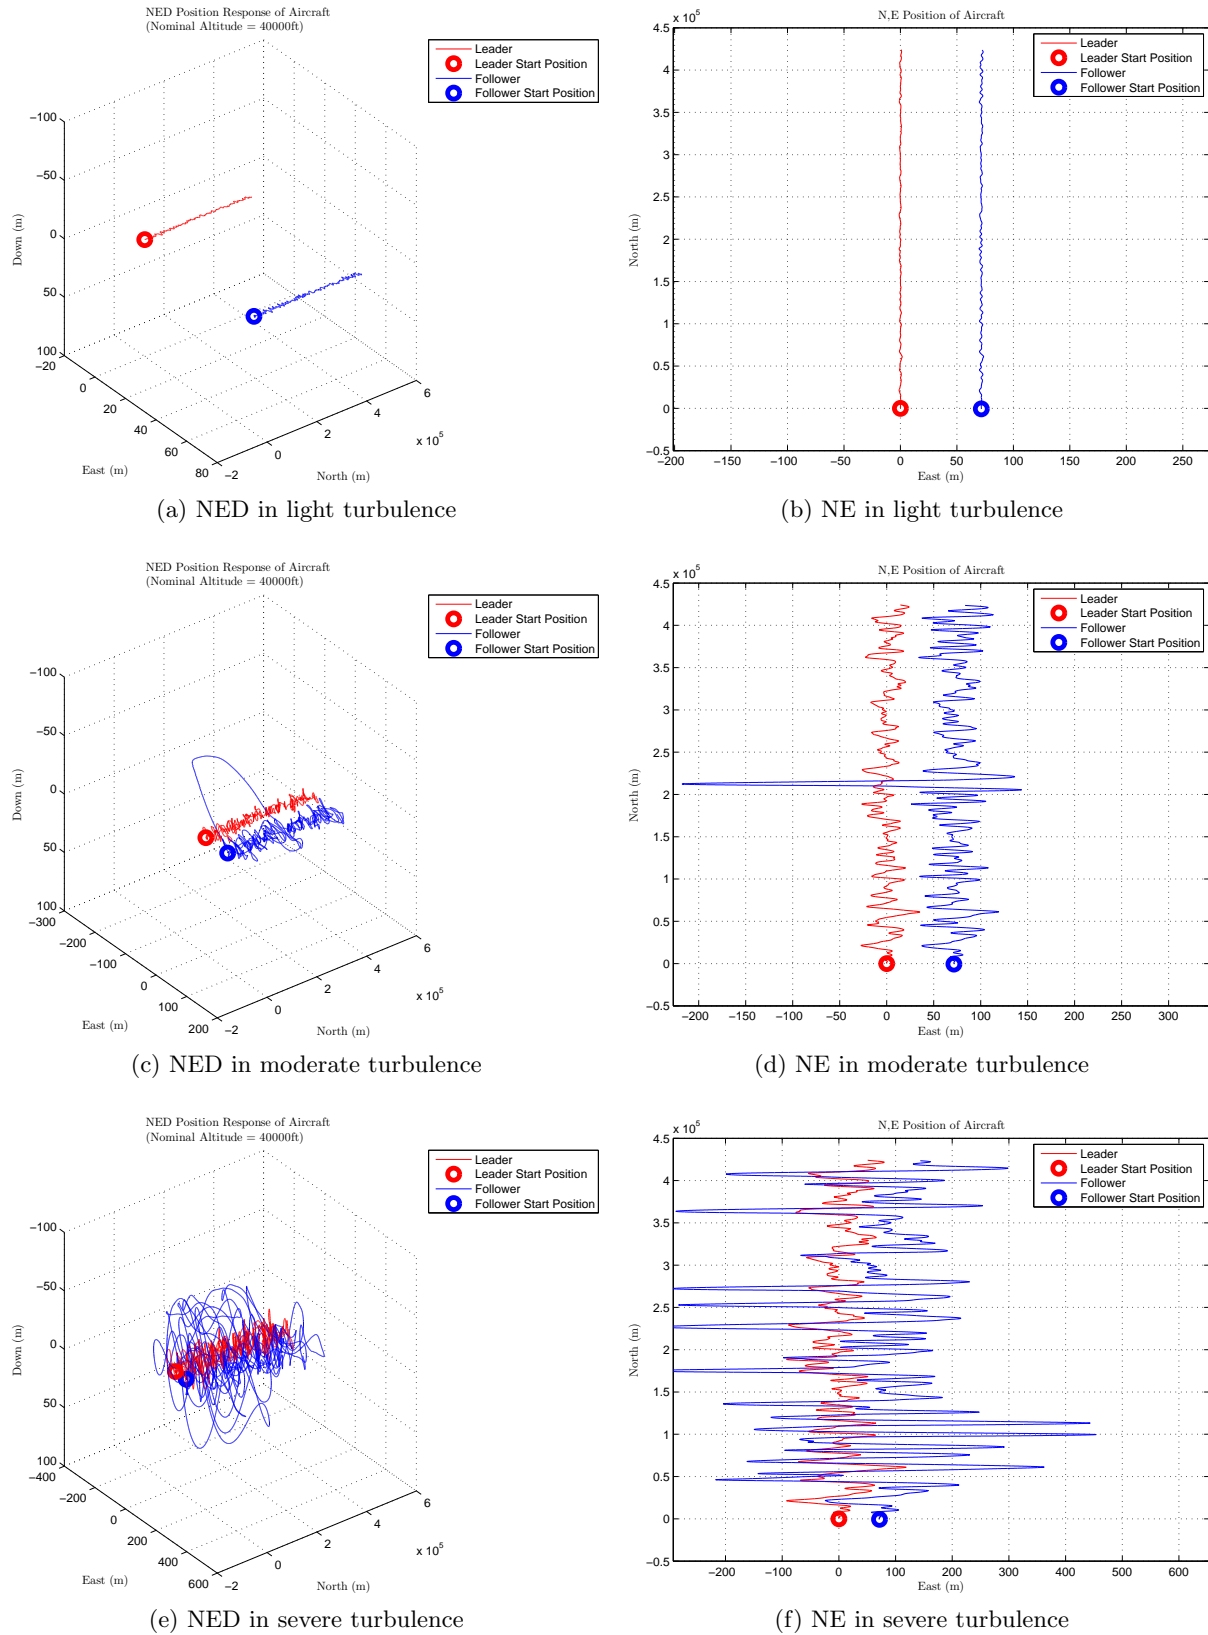 NED Position Response of Aircraft
(Nominal Altitude = 40000ft)
Leader
Leader Start Position
Follower
Follower Start Position
−100
−50
0
50
100
Down (m)
−20
0
20
40
60
80
East (m)
−2
0
2
4
6
x 10⁵
North (m)
(a) NED in light turbulence
N,E Position of Aircraft
x 10⁵
Leader
Leader Start Position
Follower
Follower Start Position
4.5
4
3.5
3
2.5
2
1.5
1
0.5
0
−0.5
North (m)
−200 −150 −100 −50 0 50 100 150 200 250
East (m)
(b) NE in light turbulence
NED Position Response of Aircraft
(Nominal Altitude = 40000ft)
Leader
Leader Start Position
Follower
Follower Start Position
−100
−50
0
50
100
Down (m)
−300
−200
−100
0
100
200
East (m)
−2
0
2
4
6
x 10⁵
North (m)
(c) NED in moderate turbulence
N,E Position of Aircraft
x 10⁵
Leader
Leader Start Position
Follower
Follower Start Position
4.5
4
3.5
3
2.5
2
1.5
1
0.5
0
−0.5
North (m)
−200 −150 −100 −50 0 50 100 150 200 250 300
East (m)
(d) NE in moderate turbulence
NED Position Response of Aircraft
(Nominal Altitude = 40000ft)
Leader
Leader Start Position
Follower
Follower Start Position
−100
−50
0
50
100
Down (m)
−400
−200
0
200
400
600
East (m)
−2
0
2
4
6
x 10⁵
North (m)
(e) NED in severe turbulence
N,E Position of Aircraft
x 10⁵
Leader
Leader Start Position
Follower
Follower Start Position
4.5
4
3.5
3
2.5
2
1.5
1
0.5
0
−0.5
North (m)
−200 −100 0 100 200 300 400 500 600
East (m)
(f) NE in severe turbulence